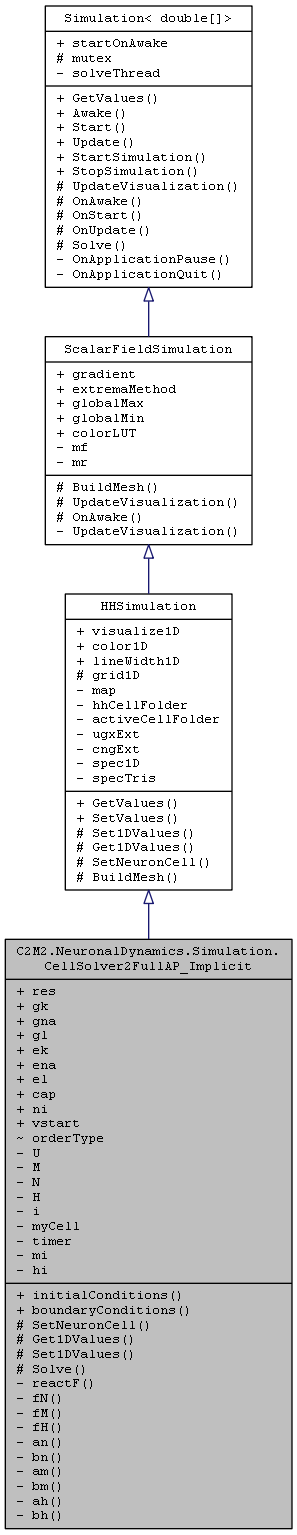 Simulation< double[]>
+ startOnAwake
# mutex
- solveThread
+ GetValues()
+ Awake()
+ Start()
+ Update()
+ StartSimulation()
+ StopSimulation()
# UpdateVisualization()
# OnAwake()
# OnStart()
# OnUpdate()
# Solve()
- OnApplicationPause()
- OnApplicationQuit()
ScalarFieldSimulation
+ gradient
+ extremaMethod
+ globalMax
+ globalMin
+ colorLUT
- mf
- mr
# BuildMesh()
# UpdateVisualization()
# OnAwake()
- UpdateVisualization()
HHSimulation
+ visualize1D
+ color1D
+ lineWidth1D
# grid1D
- map
- hhCellFolder
- activeCellFolder
- ugxExt
- cngExt
- spec1D
- specTris
+ GetValues()
+ SetValues()
# Set1DValues()
# Get1DValues()
# SetNeuronCell()
# BuildMesh()
C2M2.NeuronalDynamics.Simulation.
CellSolver2FullAP_Implicit
+ res
+ gk
+ gna
+ gl
+ ek
+ ena
+ el
+ cap
+ ni
+ vstart
~ orderType
- U
- M
- N
- H
- i
- myCell
- timer
- mi
- hi
+ initialConditions()
+ boundaryConditions()
# SetNeuronCell()
# Get1DValues()
# Set1DValues()
# Solve()
- reactF()
- fN()
- fM()
- fH()
- an()
- bn()
- am()
- bm()
- ah()
- bh()